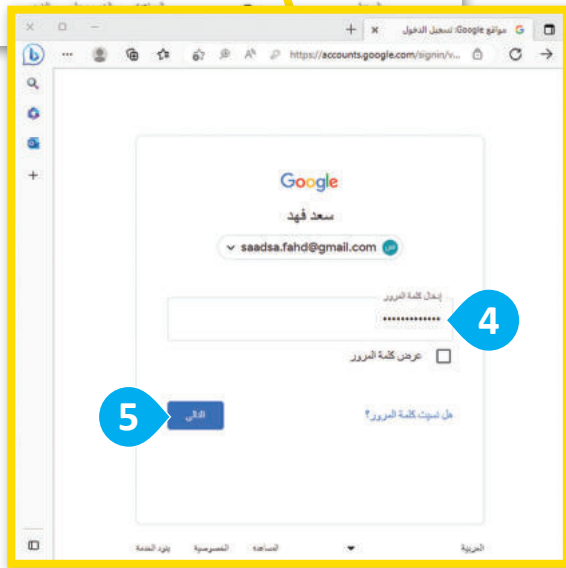 مواقع Google: تسجيل الدخول
https://accounts.google.com/signin/v...
Google
سعد فهد
saadsa.fahd@gmail.com
إدخال كلمة المرور
•••••••••••••
4
عرض كلمة المرور
هل نسيت كلمة المرور؟
التالي
5
العربية
المساعدة
الخصوصية
بنود الخدمة